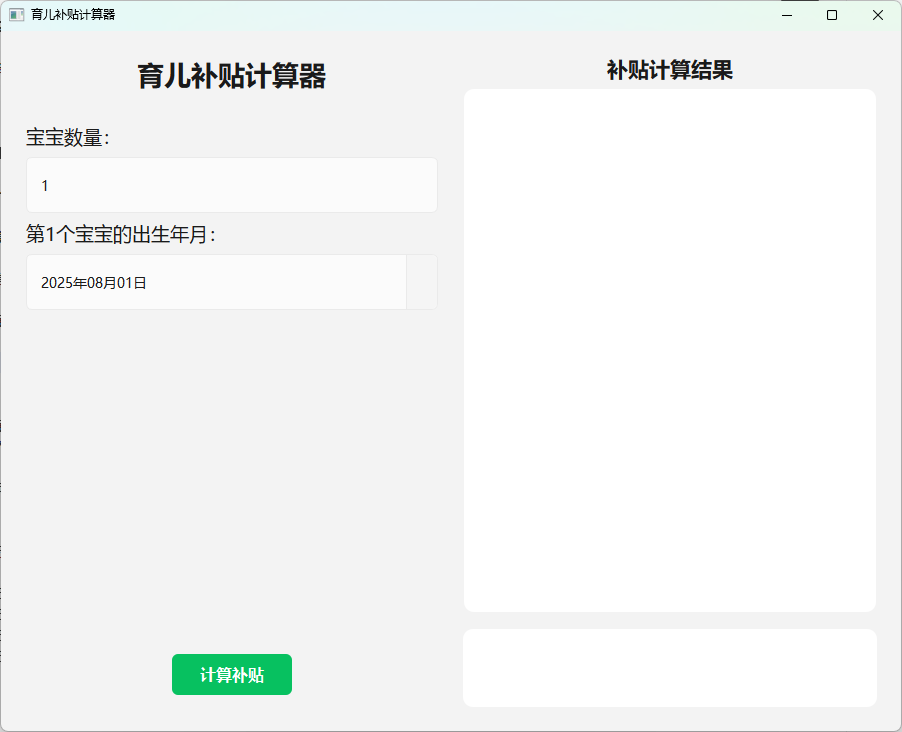 育儿补贴计算器
育儿补贴计算器
宝宝数量：
1
第1个宝宝的出生年月：
2025年08月01日
计算补贴
补贴计算结果